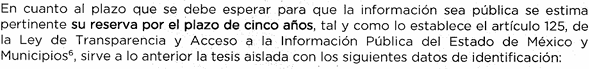 En cuanto al plazo que se debe esperar para que la información sea pública se estima
pertinente su reserva por el plazo de cinco años, tal y como lo establece el artículo 125, de
la Ley de Transparencia y Acceso a la Información Pública del Estado de México y
Municipios⁶, sirve a lo anterior la tesis aislada con los siguientes datos de identificación: